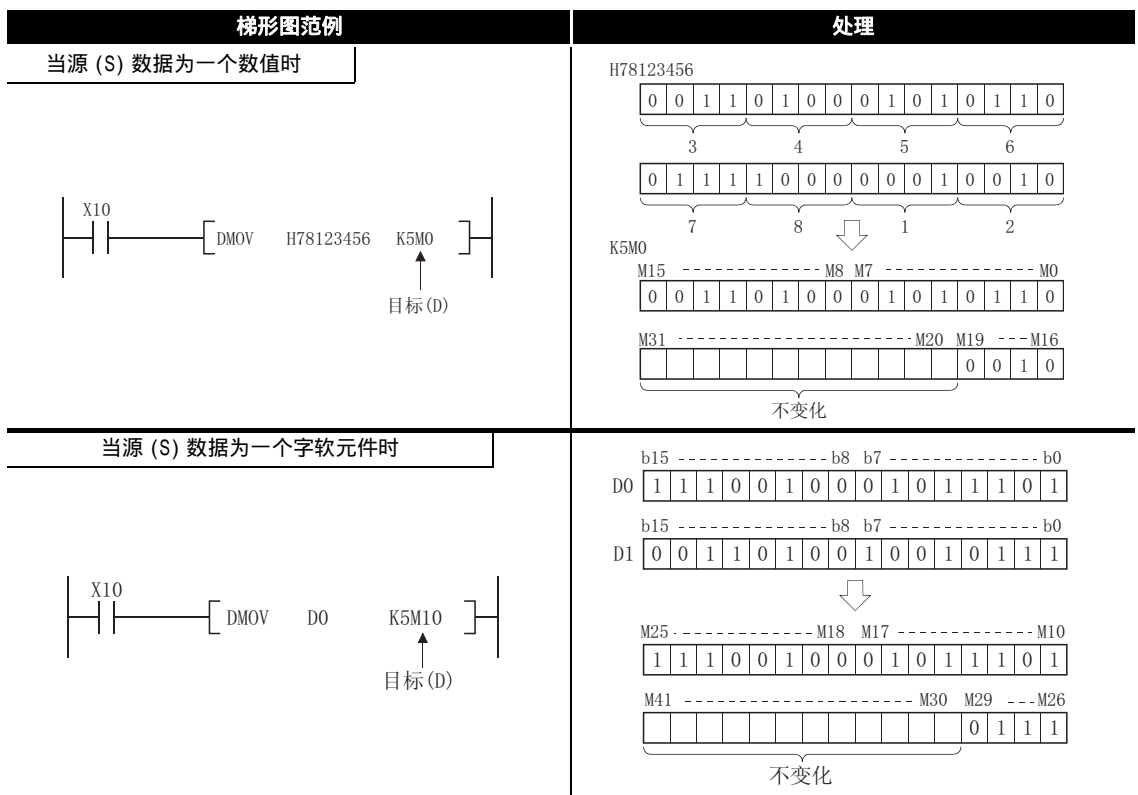 梯形图范例 处理
当源 (S) 数据为一个数值时
X10
DMOV H78123456 K5M0
目标(D)
H78123456
0 0 1 1 0 1 0 0 0 1 0 1 0 1 1 0
3 4 5 6
0 1 1 1 1 0 0 0 0 0 0 1 0 0 1 0
7 8 1 2
K5M0
M15 M8 M7 M0
0 0 1 1 0 1 0 0 0 1 0 1 0 1 1 0
M31 M20 M19 M16
0 0 1 0
不变化
当源 (S) 数据为一个字软元件时
X10
DMOV D0 K5M10
目标(D)
b15 b8 b7 b0
D0 1 1 1 0 0 1 0 0 0 1 0 1 1 1 0 1
b15 b8 b7 b0
D1 0 0 1 1 0 1 0 0 1 0 0 1 0 1 1 1
M25 M18 M17 M10
1 1 1 0 0 1 0 0 0 1 0 1 1 1 0 1
M41 M30 M29 M26
0 1 1 1
不变化